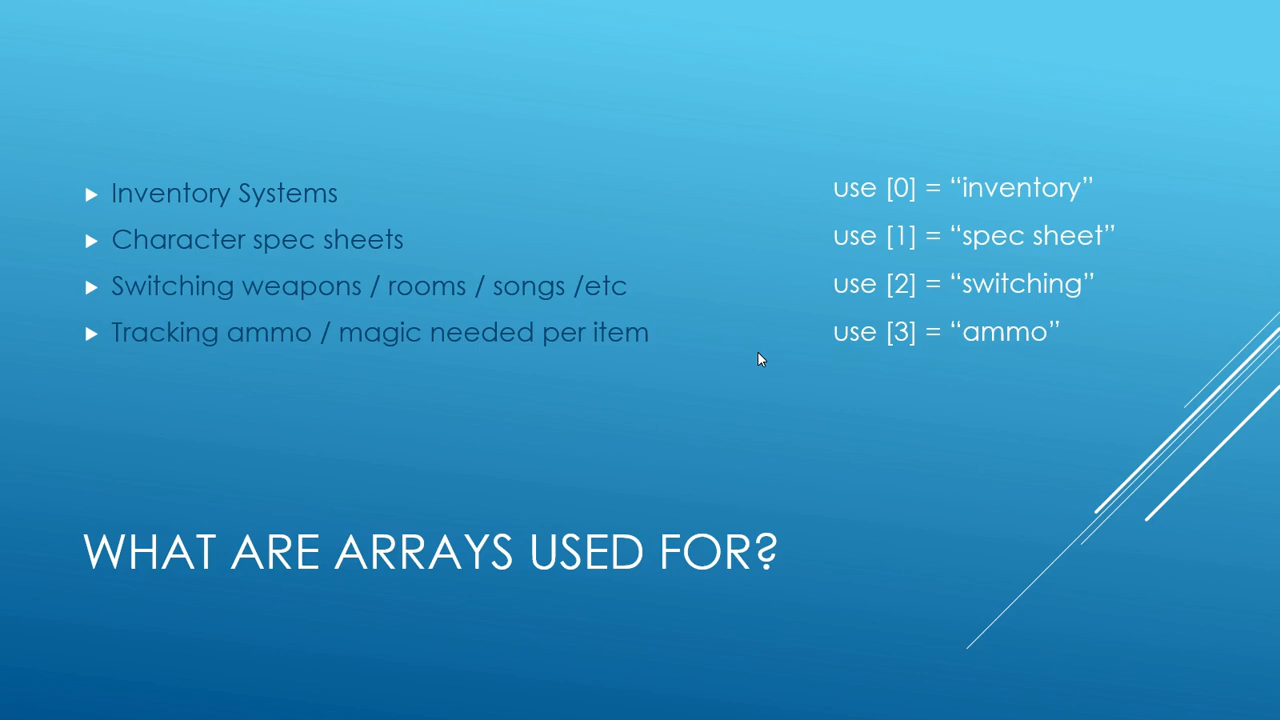 Inventory Systems
Character spec sheets
Switching weapons / rooms / songs /etc
Tracking ammo / magic needed per item
use [0] = “inventory”
use [1] = “spec sheet”
use [2] = “switching”
use [3] = “ammo”
WHAT ARE ARRAYS USED FOR?